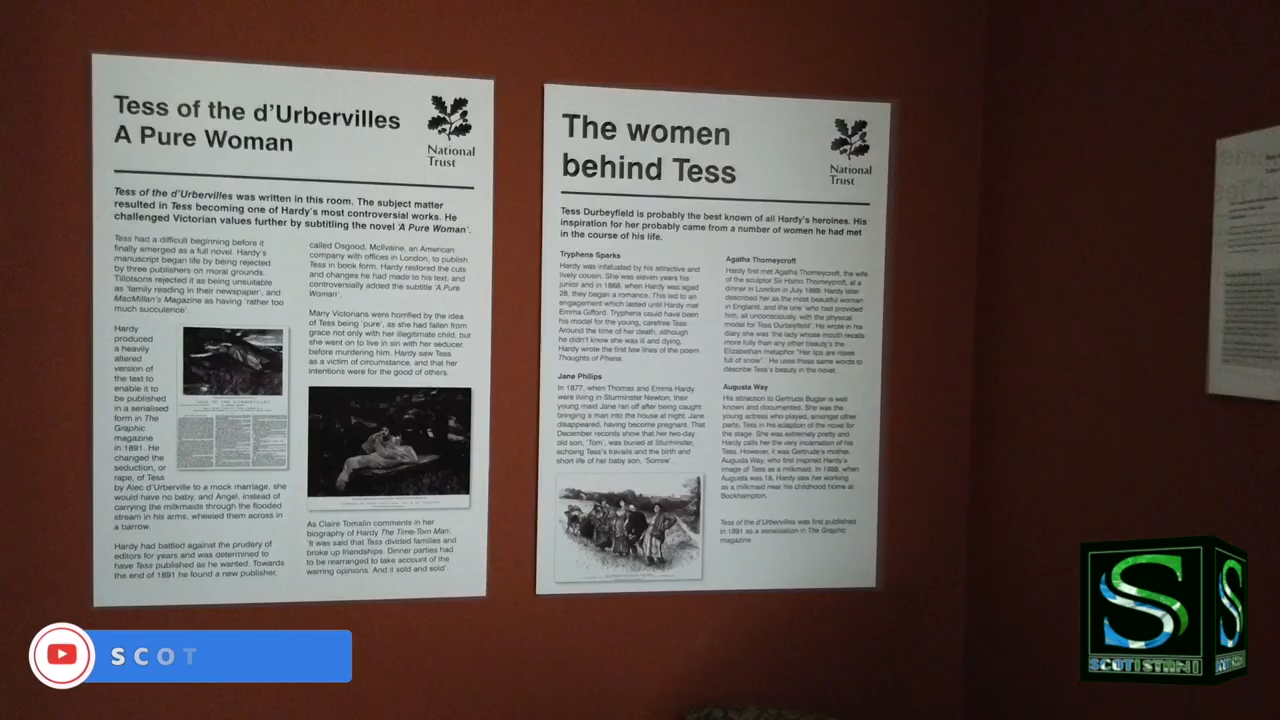 Tess of the d'Urbervilles
A Pure Woman
National
Trust
Tess of the d'Urbervilles was written in this room. The subject matter
resulted in Tess becoming one of Hardy's most controversial works. He
challenged Victorian values further by subtitling the novel 'A Pure Woman'.
Tess had a difficult beginning before it
finally emerged as a full novel. Hardy's
manuscript began life by being rejected
by three publishers on moral grounds.
Tillotsons rejected it as being unsuitable
as 'family reading in their newspaper', and
MacMillan's Magazine as having 'rather too
much succulence'.
Hardy
produced
a heavily
altered
version of
the text to
enable it to
be published
in a serialised
form in The
Graphic
magazine
in 1891. He
changed the
seduction, or
rape, of Tess
by Alec d'Urberville to a mock marriage, she
would have no baby, and Angel, instead of
carrying the milkmaids through the flooded
stream in his arms, wheeled them across in
a barrow.
Hardy had battled against the prudery of
editors for years and was determined to
have Tess published as he wanted. Towards
the end of 1891 he found a new publisher,
called Osgood, McIlvaine, an American
company with offices in London, to publish
Tess in book form. Hardy restored the cuts
and changes he had made to his text, and
controversially added the subtitle 'A Pure
Woman'.
Many Victorians were horrified by the idea
of Tess being 'pure', as she had fallen from
grace not only with her illegitimate child, but
she went on to live in sin with her seducer,
before murdering him. Hardy saw Tess
as a victim of circumstance, and that her
intentions were for the good of others.
As Claire Tomalin comments in her
biography of Hardy The Time-Torn Man:
'It was said that Tess divided families and
broke up friendships. Dinner parties had
to be rearranged to take account of the
warring opinions. And it sold and sold'
The women
behind Tess
National
Trust
Tess Durbeyfield is probably the best known of all Hardy's heroines. His
inspiration for her probably came from a number of women he had met
in the course of his life.
Tryphena Sparks
Hardy was infatuated by his attractive and
lively cousin. She was eleven years his
junior and in 1868, when Hardy was aged
28, they began a romance. This led to an
engagement which lasted until Hardy met
Emma Gifford. Tryphena could have been
his model for the young, carefree Tess.
Around the time of her death, although
he didn't know she was ill and dying,
Hardy wrote the first few lines of the poem
Thoughts of Phena.
Jane Philips
In 1877, when Thomas and Emma Hardy
were living in Sturminster Newton, their
young maid Jane ran off after being caught
bringing a man into the house at night. Jane
disappeared, having become pregnant. That
December records show that her two-day
old son, 'Tom', was buried at Sturminster,
echoing Tess's travails and the birth and
short life of her baby son, 'Sorrow'.
Agatha Thorneycroft
Hardy first met Agatha Thorneycroft, the wife
of the sculptor Sir Hamo Thorneycroft, at a
dinner in London in July 1889. Hardy later
described her as the most beautiful woman
in England, and the one 'who had provided
him, all unconsciously, with the physical
model for Tess Durbeyfield'. He wrote in his
diary she was 'the lady whose mouth recalls
more fully than any other beauty's the
Elizabethan metaphor "Her lips are roses
full of snow".' He uses these same words to
describe Tess's beauty in the novel.
Augusta Way
His attraction to Gertrude Bugler is well
known and documented. She was the
young actress who played, amongst other
parts, Tess in his adaption of the novel for
the stage. She was extremely pretty and
Hardy calls her the very incarnation of his
Tess. However, it was Gertrude's mother,
Augusta Way, who first inspired Hardy's
image of Tess as a milkmaid. In 1888, when
Augusta was 18, Hardy saw her working
as a milkmaid near his childhood home at
Bockhampton.
Tess of the d'Urbervilles was first published
in 1891 as a serialisation in The Graphic
magazine
SCOT
S
SCOTISTANI